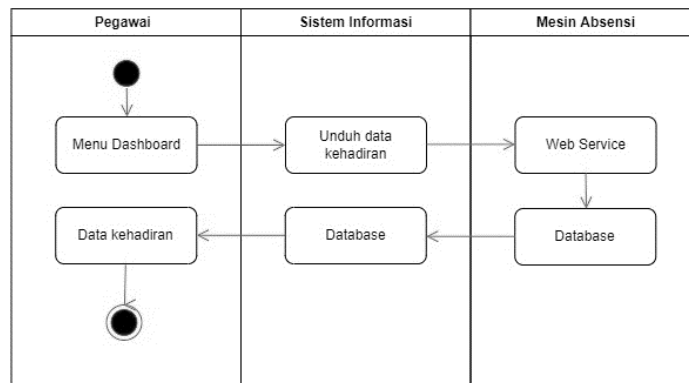 Pegawai
Sistem Informasi
Mesin Absensi
Menu Dashboard
Unduh data
kehadiran
Web Service
Data kehadiran
Database
Database